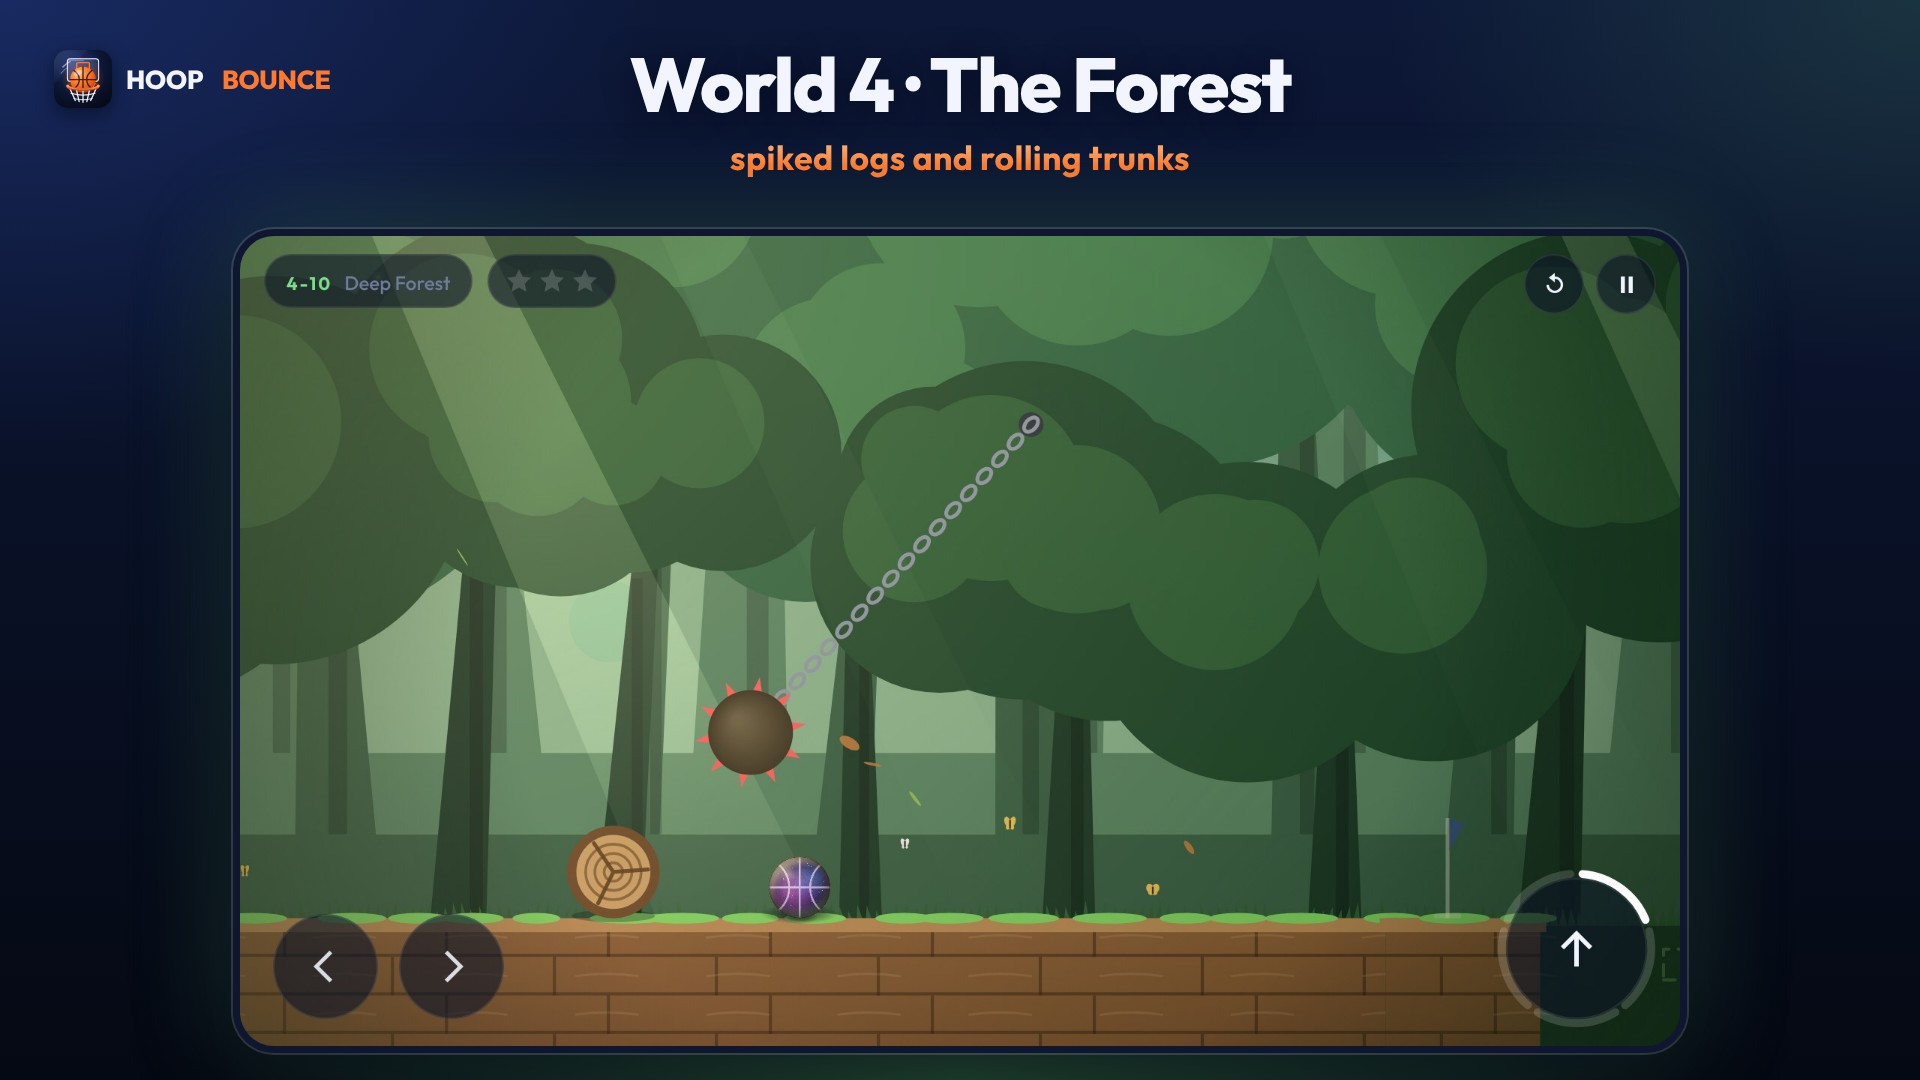 HOOP BOUNCE
World 4 · The Forest
spiked logs and rolling trunks
4-10 Deep Forest